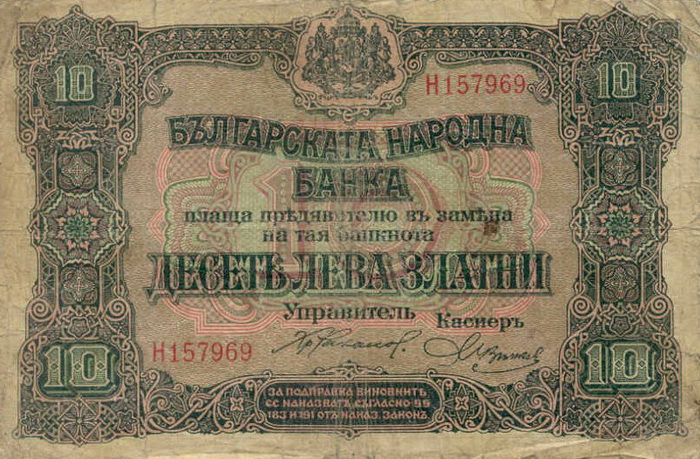 10 10
Н157969
БЪЛГАРСКАТА НАРОДНА
БАНКА
плаща прѣдявителю въ замѣна
на тая банкнота
ДЕСЕТЬ ЛЕВА ЗЛАТНИ
Управитель Касиеръ
Н157969
10 10
ЗА ПОДПРАВКА ВИНОВНИТѢ
СЕ НАКАЗВАТЪ СЪГЛАСНО §§
183 И 191 ОТЪ НАКАЗ. ЗАКОНЪ